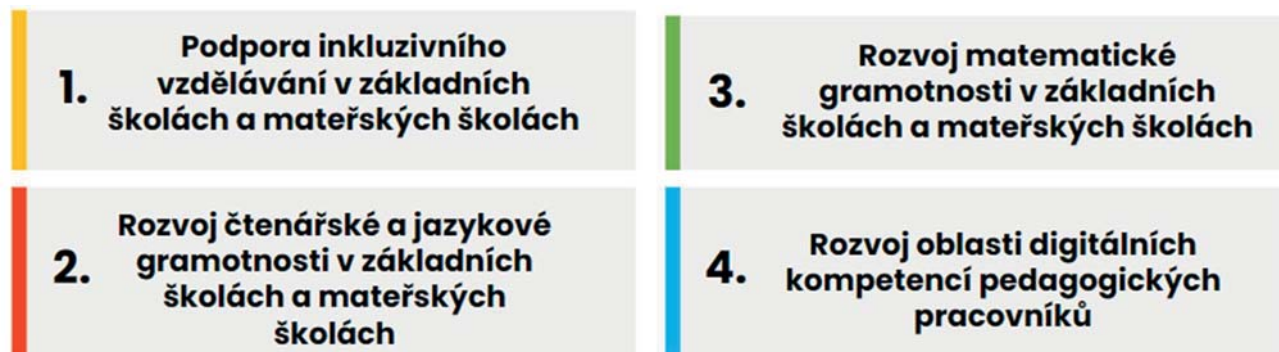 1.
Podpora inkluzivního
vzdělávání v základních
školách a mateřských školách
2.
Rozvoj čtenářské a jazykové
gramotnosti v základních
školách a mateřských
školách
3.
Rozvoj matematické
gramotnosti v základních
školách a mateřských školách
4.
Rozvoj oblasti digitálních
kompetencí pedagogických
pracovníků